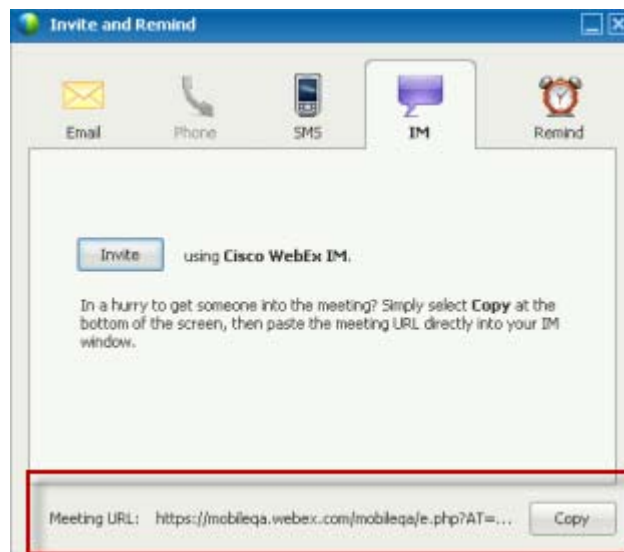 Invite and Remind
Email Phone SMS IM Remind
Invite using Cisco WebEx IM.
In a hurry to get someone into the meeting? Simply select Copy at the
bottom of the screen, then paste the meeting URL directly into your IM
window.
Meeting URL: https://mobileqa.webex.com/mobileqa/e.php?AT=... Copy